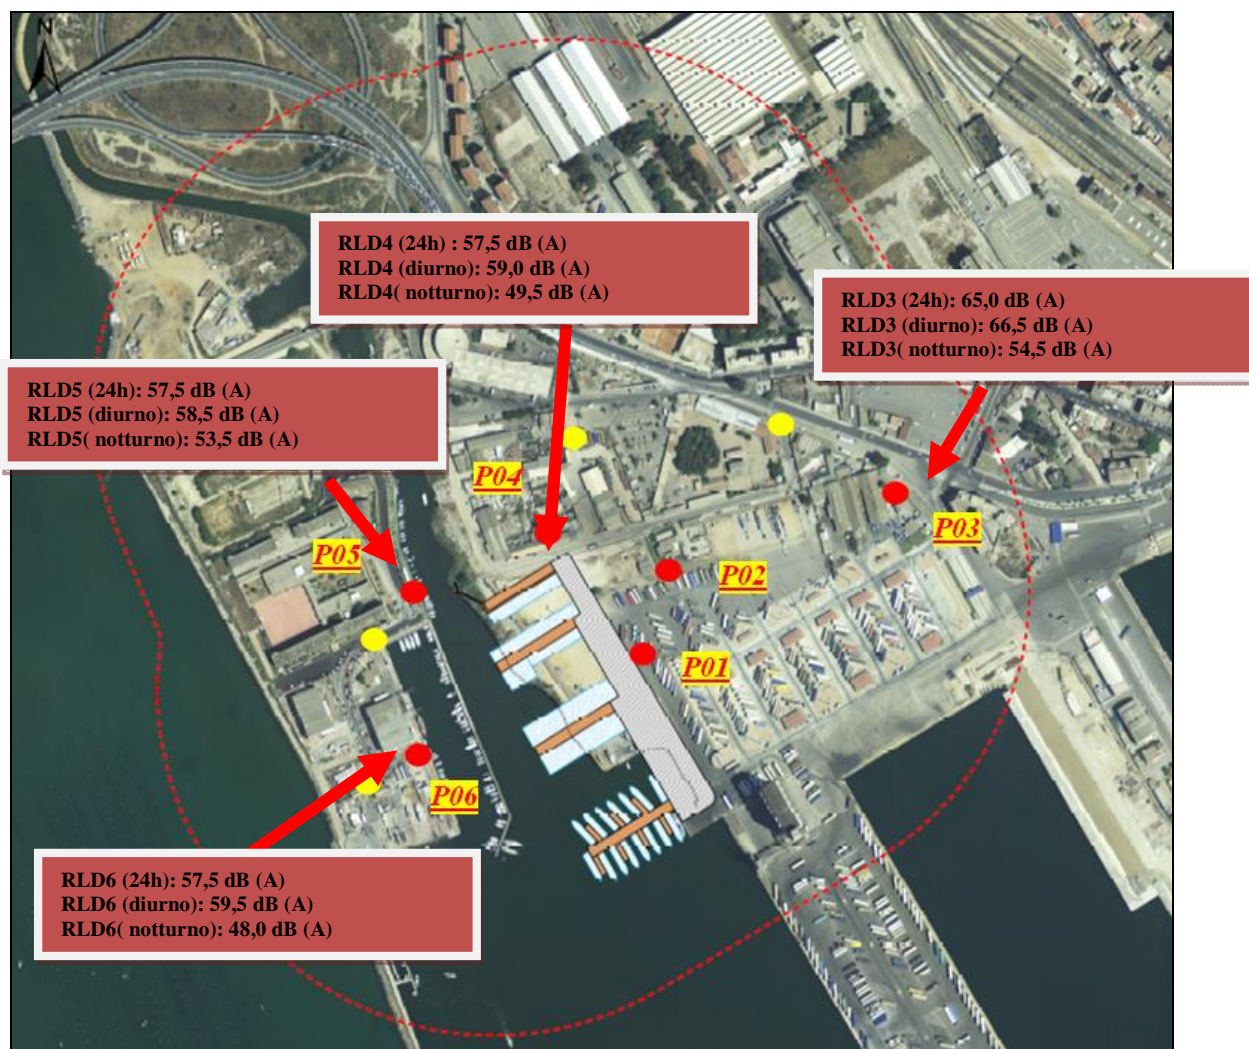 N
RLD4 (24h) : 57,5 dB (A)
RLD4 (diurno): 59,0 dB (A)
RLD4( notturno): 49,5 dB (A)
RLD3 (24h): 65,0 dB (A)
RLD3 (diurno): 66,5 dB (A)
RLD3( notturno): 54,5 dB (A)
RLD5 (24h): 57,5 dB (A)
RLD5 (diurno): 58,5 dB (A)
RLD5( notturno): 53,5 dB (A)
P04
P03
P05
P02
P01
P06
RLD6 (24h): 57,5 dB (A)
RLD6 (diurno): 59,5 dB (A)
RLD6( notturno): 48,0 dB (A)